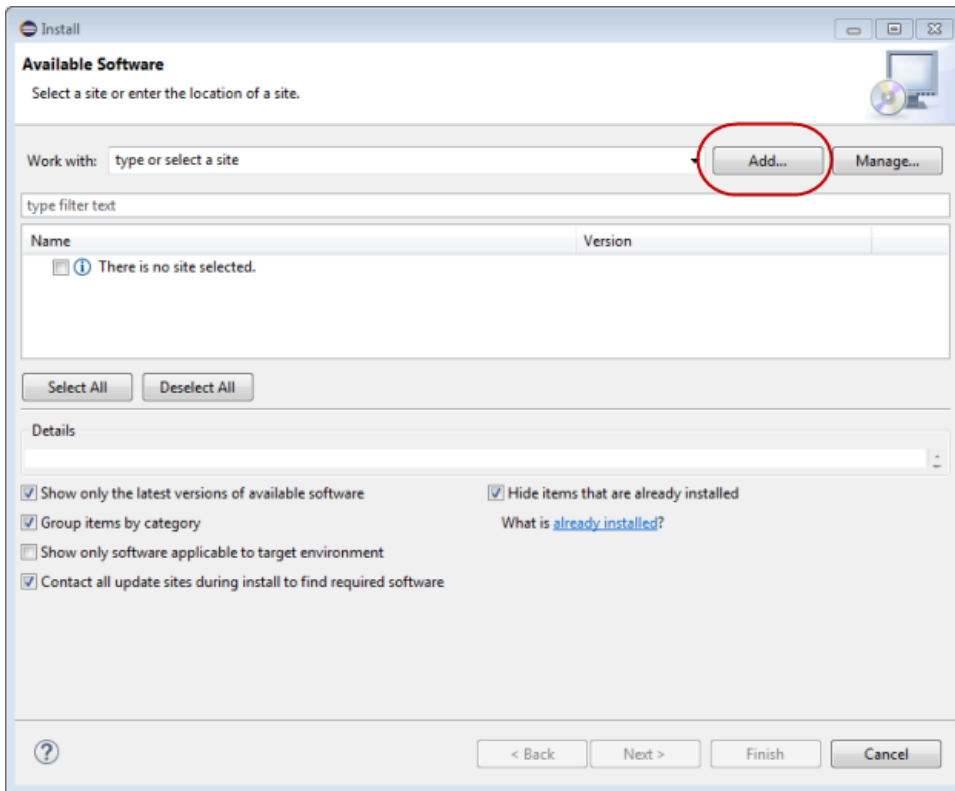 Install
Available Software
Select a site or enter the location of a site.
Work with: type or select a site Add... Manage...
type filter text
Name Version
There is no site selected.
Select All Deselect All
Details
Show only the latest versions of available software Hide items that are already installed
Group items by category What is already installed?
Show only software applicable to target environment
Contact all update sites during install to find required software
? < Back Next > Finish Cancel